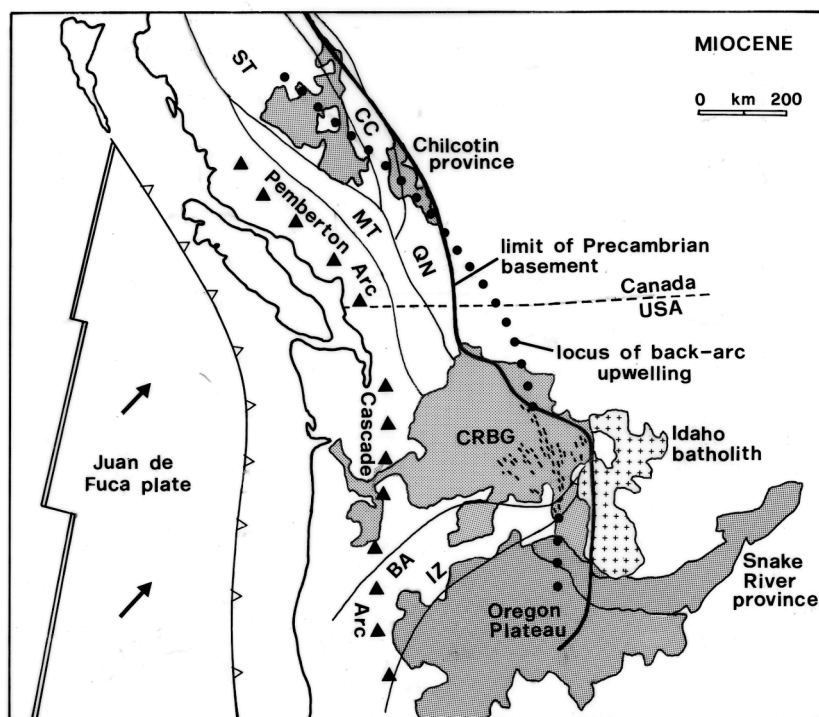 MIOCENE
0 km 200
ST
CC
Chilcotin
province
Pemberton
Arc
MT
QN
limit of Precambrian
basement
Canada
USA
locus of back-arc
upwelling
Cascade
Arc
CRBG
Idaho
batholith
Juan de
Fuca plate
BA
IZ
Snake
River
province
Oregon
Plateau